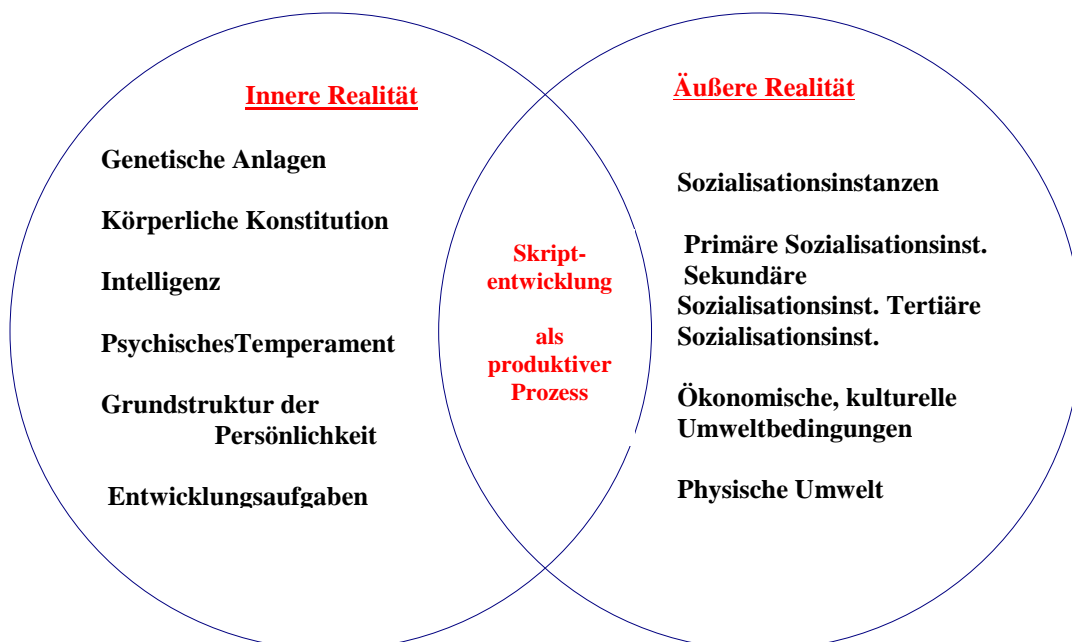 Innere Realität
Genetische Anlagen
Körperliche Konstitution
Intelligenz
PsychischesTemperament
Grundstruktur der
Persönlichkeit
Entwicklungsaufgaben
Skript-
entwicklung
als
produktiver
Prozess
Äußere Realität
Sozialisationsinstanzen
Primäre Sozialisationsinst.
Sekundäre
Sozialisationsinst. Tertiäre
Sozialisationsinst.
Ökonomische, kulturelle
Umweltbedingungen
Physische Umwelt